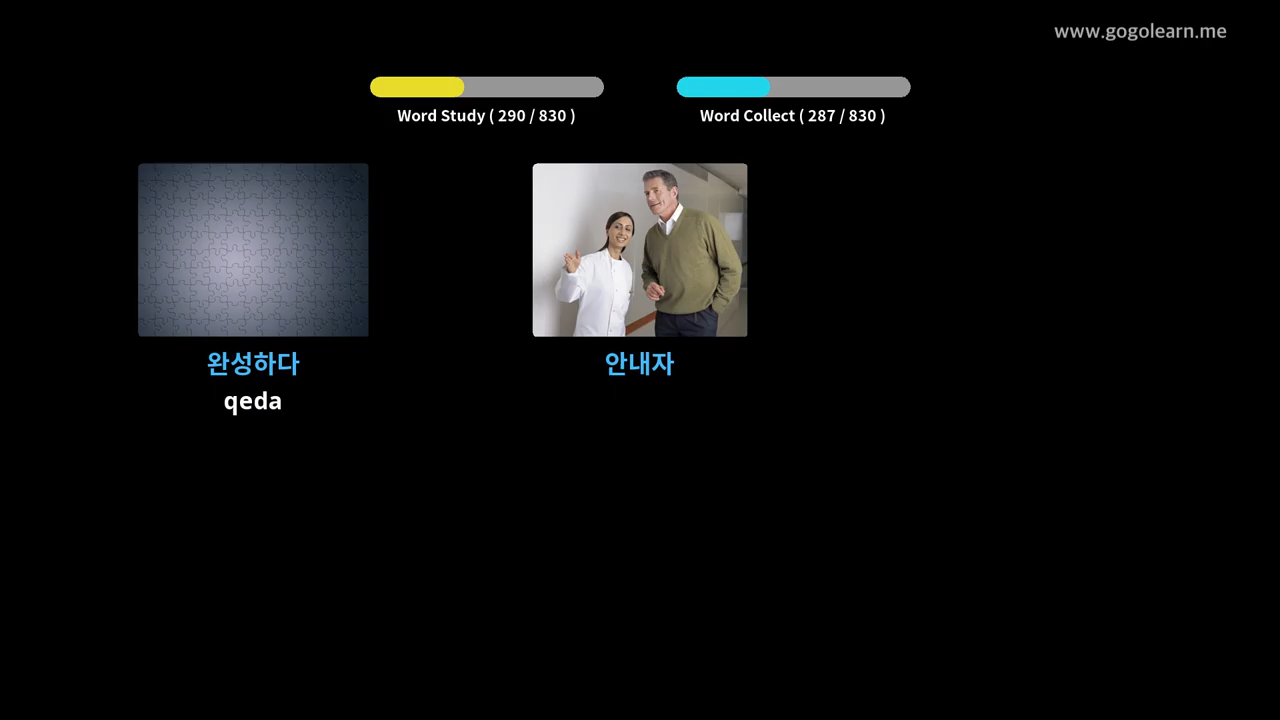 www.gogolearn.me
Word Study ( 290 / 830 )
Word Collect ( 287 / 830 )
완성하다
qeda
안내자